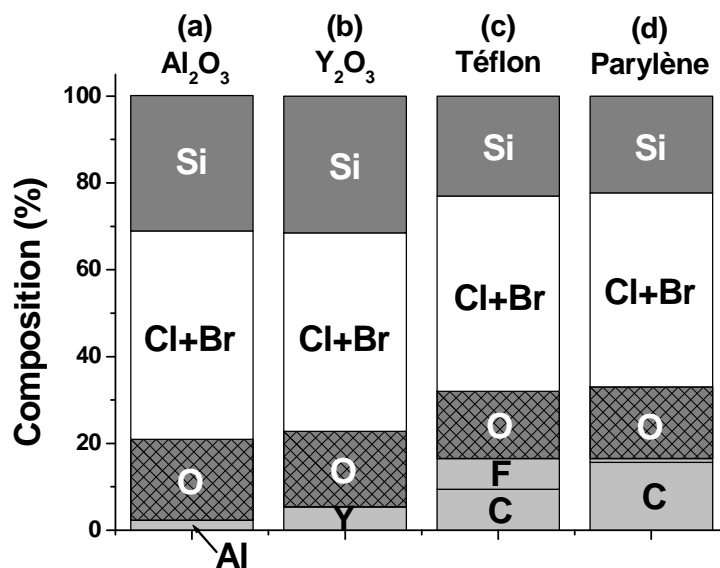 (a) (b) (c) (d)
Al₂O₃ Y₂O₃ Téflon Parylène
Composition (%)
100
80
60
40
20
0
Si Si Si Si
Cl+Br Cl+Br Cl+Br Cl+Br
O O O O
F
Al Y C C